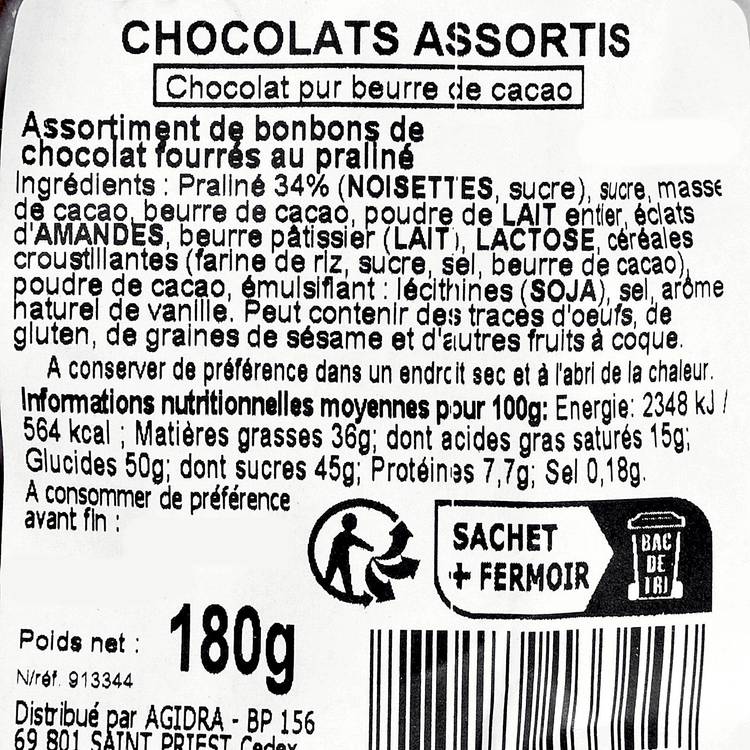 CHOCOLATS ASSORTIS
Chocolat pur beurre de cacao
Assortiment de bonbons de
chocolat fourrés au praliné
Ingrédients : Praliné 34% (NOISETTES, sucre), sucre, masse
de cacao, beurre de cacao, poudre de LAIT entier, éclats
d'AMANDES, beurre pâtissier (LAIT), LACTOSE, céréales
croustillantes (farine de riz, sucre, sel, beurre de cacao),
poudre de cacao, émulsifiant : lécithines (SOJA), sel, arôme
naturel de vanille. Peut contenir des traces d'oeufs, de
gluten, de graines de sésame et d'autres fruits à coque.
A conserver de préférence dans un endroit sec et à l'abri de la chaleur.
Informations nutritionnelles moyennes pour 100g: Energie: 2348 kJ /
564 kcal ; Matières grasses 36g; dont acides gras saturés 15g;
Glucides 50g; dont sucres 45g; Protéines 7,7g; Sel 0,18g.
A consommer de préférence
avant fin :
SACHET
+ FERMOIR
BAC
DE
TRI
Poids net : 180g
N/réf. 913344
Distribué par AGIDRA - BP 156
69 801 SAINT PRIEST Cedex